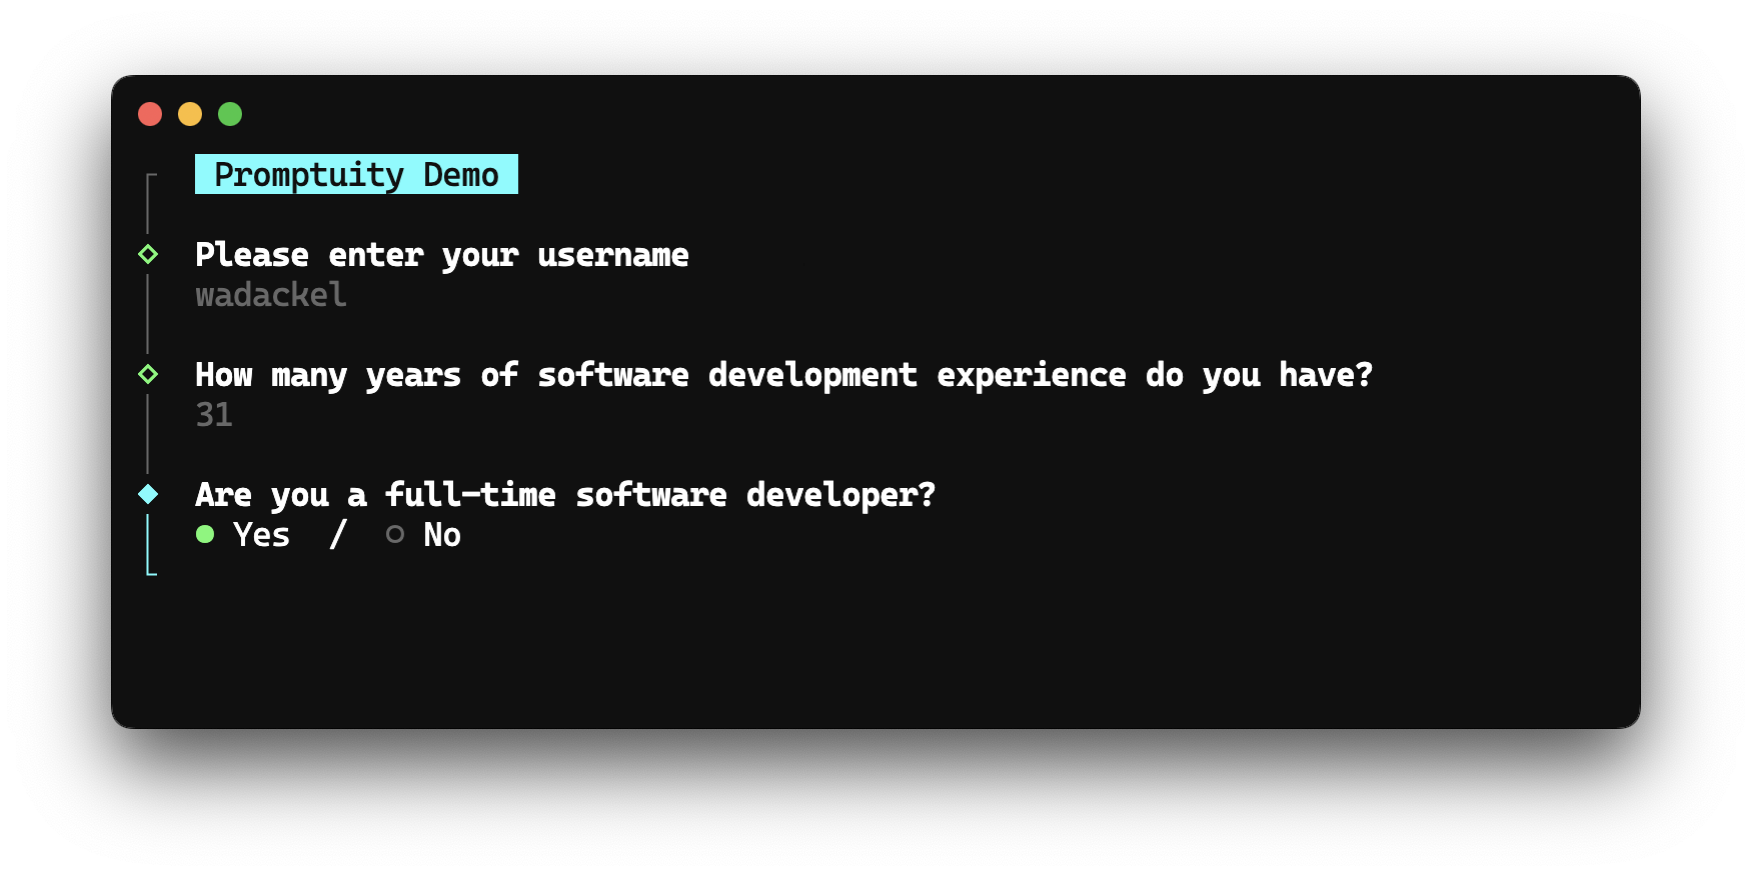 Promptuity Demo
Please enter your username
wadackel
How many years of software development experience do you have?
31
Are you a full-time software developer?
Yes / No